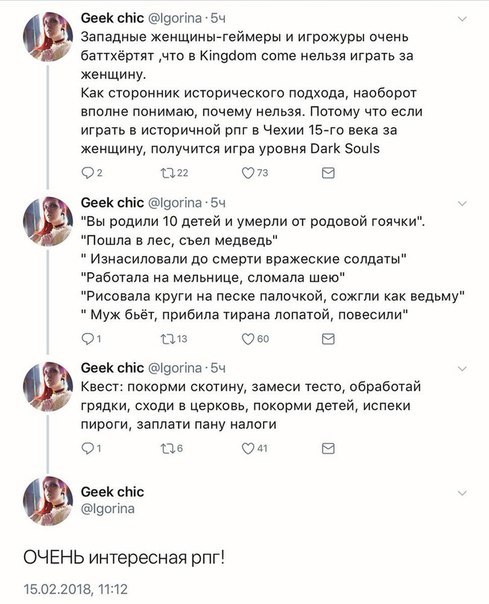 Geek chic @Igorina · 5ч
Западные женщины-геймеры и игрожуры очень
баттхёртят ,что в Kingdom come нельзя играть за
женщину.
Как сторонник исторического подхода, наоборот
вполне понимаю, почему нельзя. Потому что если
играть в историчной рпг в Чехии 15-го века за
женщину, получится игра уровня Dark Souls
2 22 73
Geek chic @Igorina · 5ч
"Вы родили 10 детей и умерли от родовой гоячки".
"Пошла в лес, съел медведь"
" Изнасиловали до смерти вражеские солдаты"
"Работала на мельнице, сломала шею"
"Рисовала круги на песке палочкой, сожгли как ведьму"
" Муж бьёт, прибила тирана лопатой, повесили"
1 13 60
Geek chic @Igorina · 5ч
Квест: покорми скотину, замеси тесто, обработай
грядки, сходи в церковь, покорми детей, испеки
пироги, заплати пану налоги
1 6 41
Geek chic
@Igorina
ОЧЕНЬ интересная рпг!
15.02.2018, 11:12